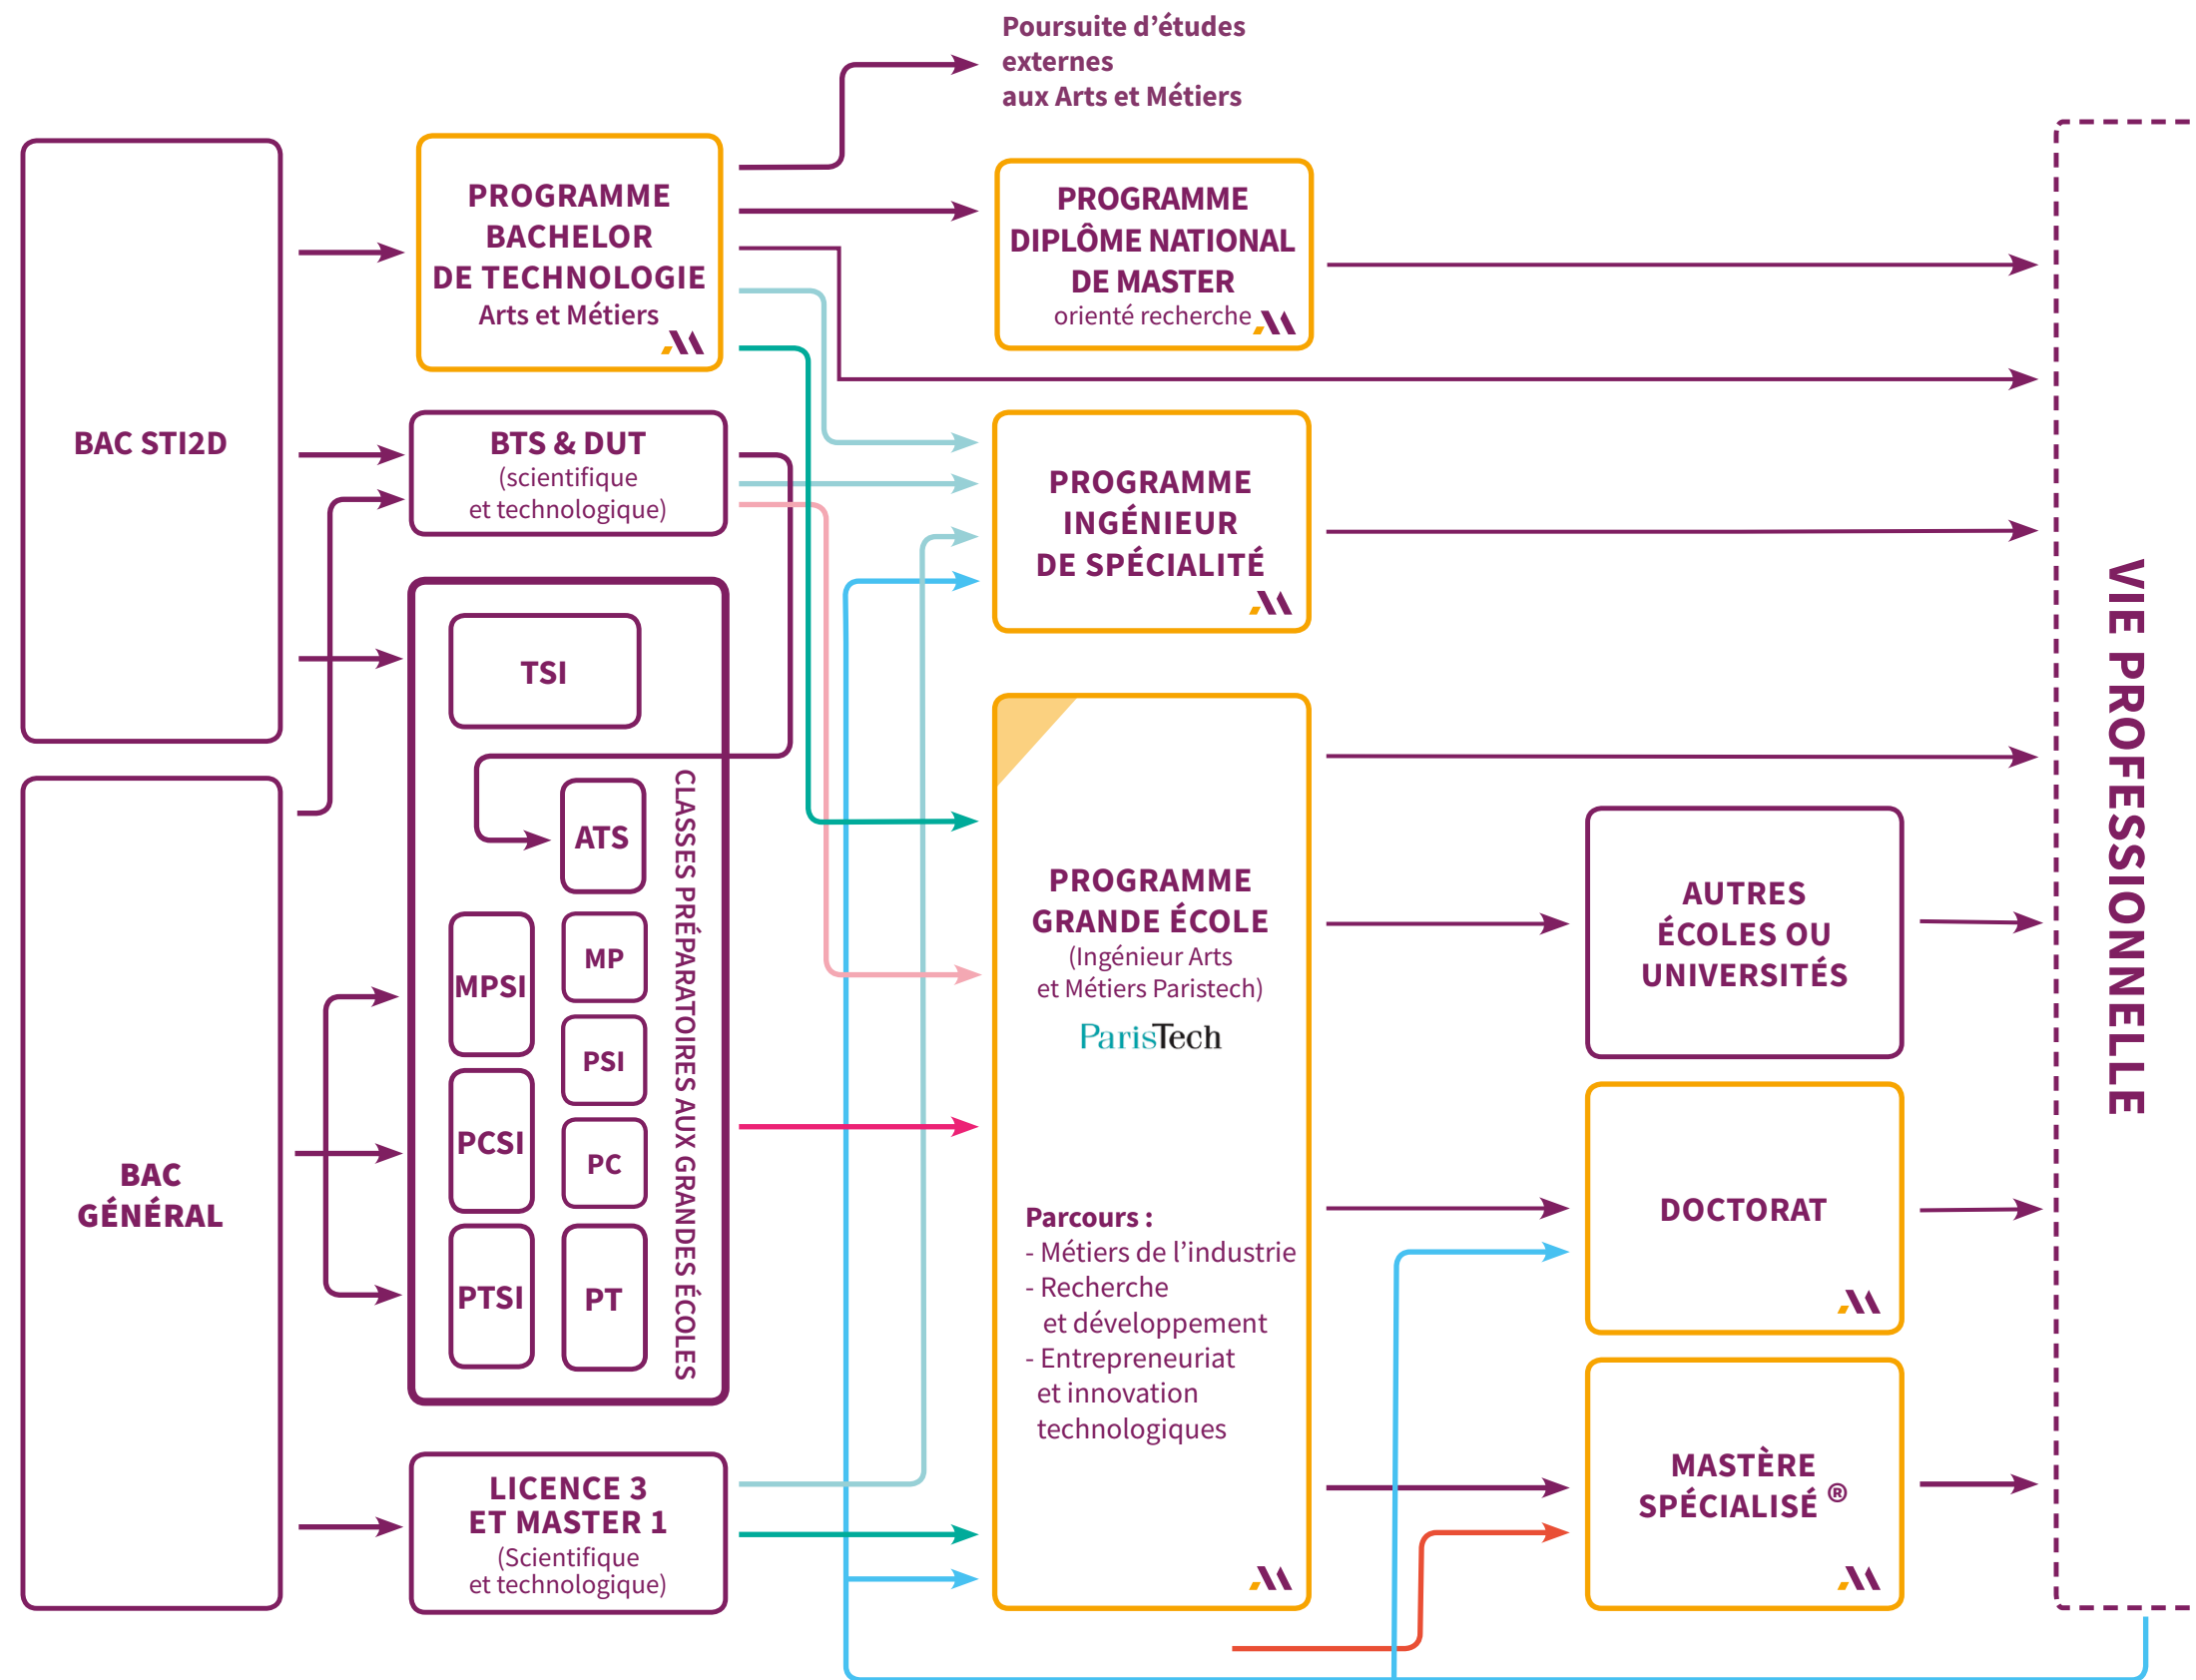 Poursuite d’études
externes
aux Arts et Métiers
BAC STI2D
PROGRAMME
BACHELOR
DE TECHNOLOGIE
Arts et Métiers
PROGRAMME
DIPLÔME NATIONAL
DE MASTER
orienté recherche
BTS & DUT
(scientifique
et technologique)
PROGRAMME
INGÉNIEUR
DE SPÉCIALITÉ
TSI
ATS
MPSI
MP
PSI
PCSI
PC
PTSI
PT
CLASSES PRÉPARATOIRES AUX GRANDES ÉCOLES
BAC
GÉNÉRAL
LICENCE 3
ET MASTER 1
(Scientifique
et technologique)
PROGRAMME
GRANDE ÉCOLE
(Ingénieur Arts
et Métiers Paristech)
ParisTech
Parcours :
- Métiers de l’industrie
- Recherche
et développement
- Entrepreneuriat
et innovation
technologiques
AUTRES
ÉCOLES OU
UNIVERSITÉS
DOCTORAT
MASTÈRE
SPÉCIALISÉ ®
VIE PROFESSIONNELLE